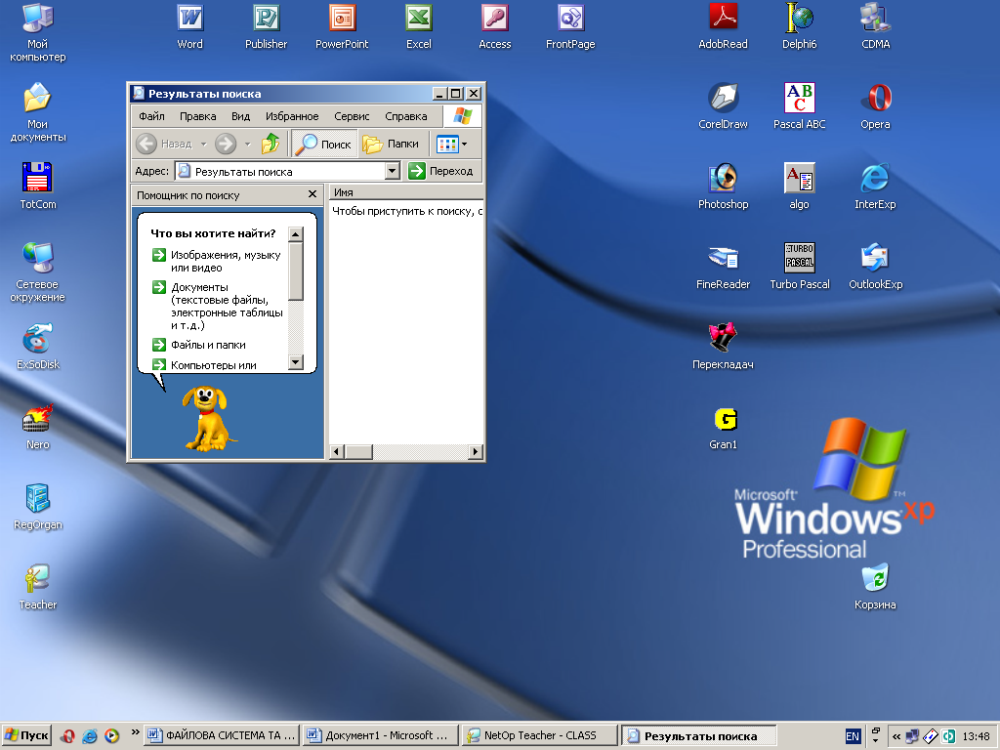 Word
Publisher
PowerPoint
Excel
Access
FrontPage
AdobRead
Delphi6
CDMA
Мой
компьютер
Мои
документы
TotCom
Сетевое
окружение
ExSoDisk
Nero
RegOrgan
Teacher
CorelDraw
Pascal ABC
Opera
Photoshop
algo
InterExp
FineReader
Turbo Pascal
OutlookExp
Перекладач
Gran1
Корзина
A B
C
:TURBO
PASCAL
G
Результаты поиска
Файл Правка Вид Избранное Сервис Справка
Назад Поиск Папки
Адрес: Результаты поиска Переход
Помощник по поиску
Имя
Чтобы приступить к поиску, с
Что вы хотите найти?
Изображения, музыку
или видео
Документы
(текстовые файлы,
электронные таблицы
и т.д.)
Файлы и папки
Компьютеры или
Microsoft®
Windows xp
Professional
TM
Пуск » ФАЙЛОВА СИСТЕМА ТА ... Документ1 - Microsoft ... NetOp Teacher - CLASS Результаты поиска EN « 13:48